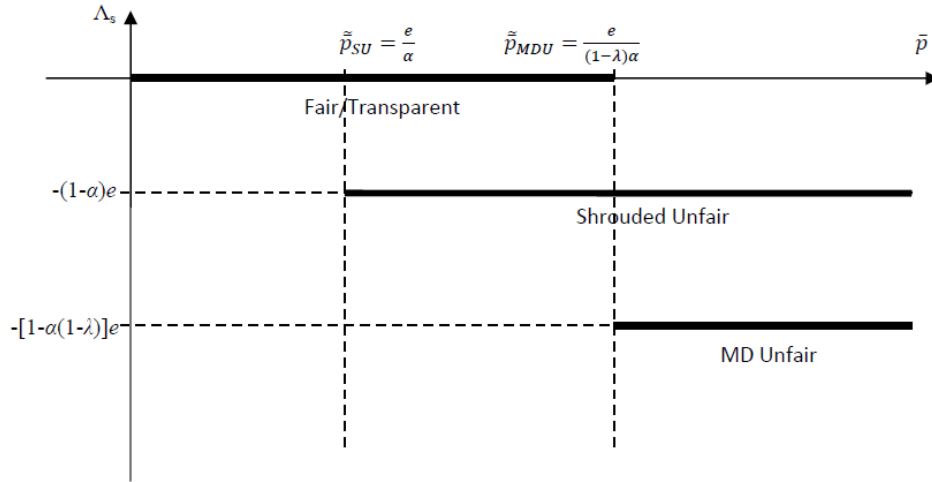 Λs
p̃̄SU = e/α
p̃̄MDU = e/((1−λ)α)
p̄
Fair/Transparent
-(1-α)e
Shrouded Unfair
-[1-α(1-λ)]e
MD Unfair